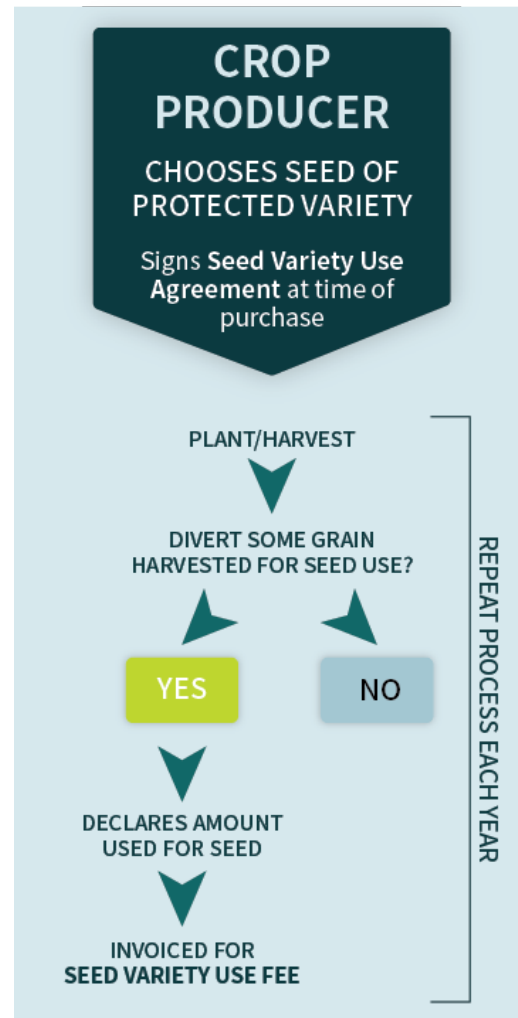 CROP
PRODUCER
CHOOSES SEED OF
PROTECTED VARIETY
Signs Seed Variety Use
Agreement at time of
purchase
PLANT/HARVEST
DIVERT SOME GRAIN
HARVESTED FOR SEED USE?
YES
NO
DECLARES AMOUNT
USED FOR SEED
INVOICED FOR
SEED VARIETY USE FEE
REPEAT PROCESS EACH YEAR